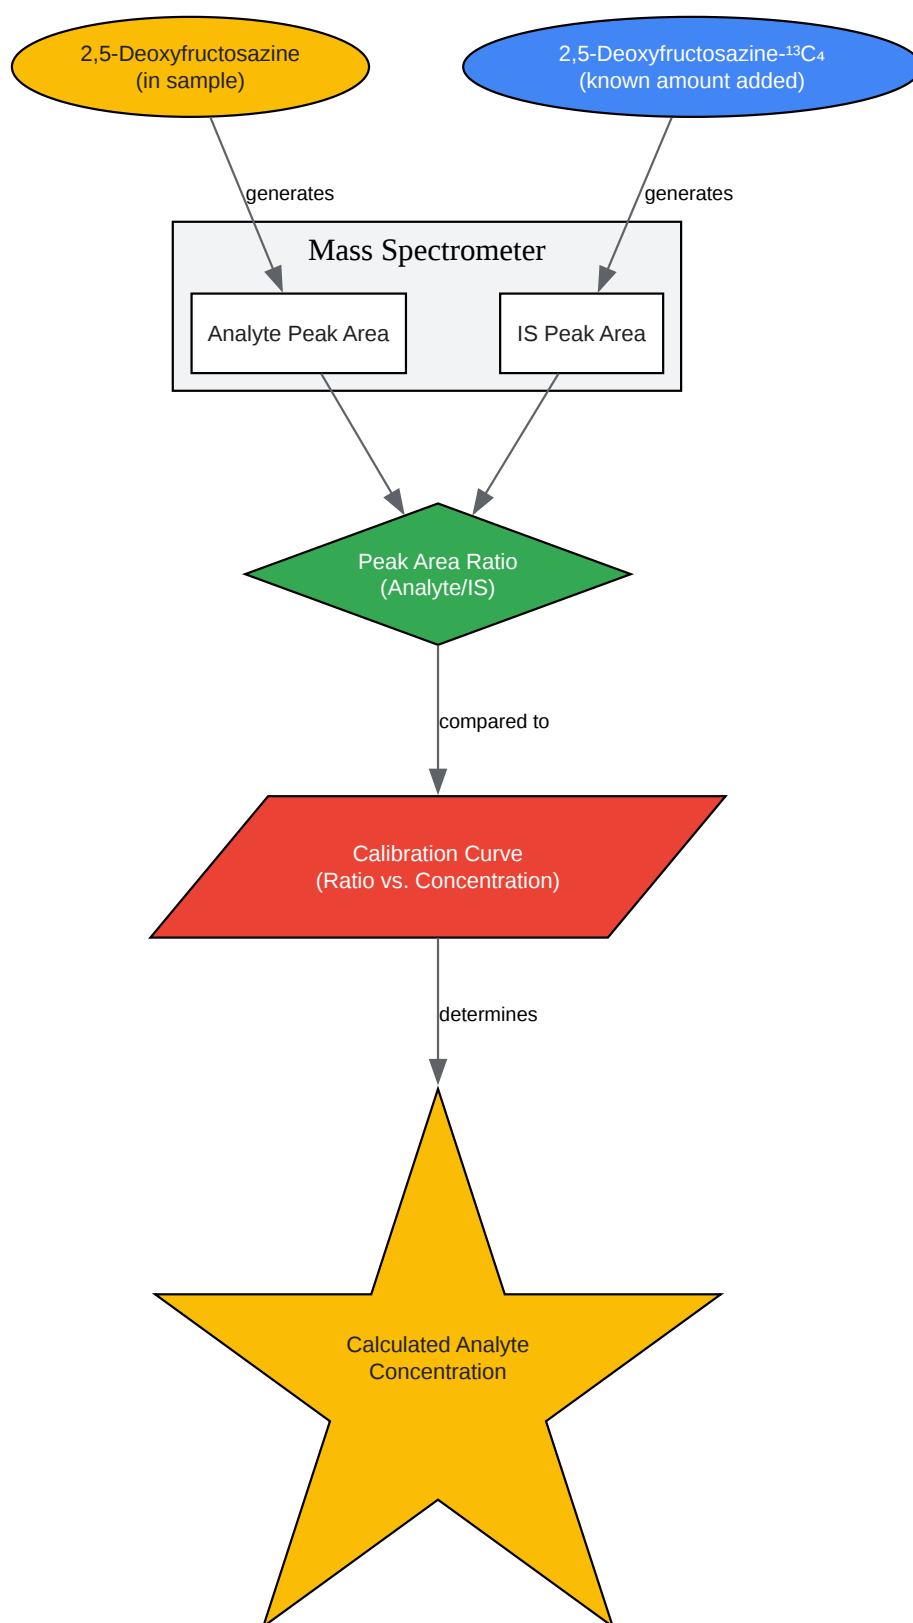 2,5-Deoxyfructosazine
(in sample)
2,5-Deoxyfructosazine-¹³C₄
(known amount added)
generates
generates
Mass Spectrometer
Analyte Peak Area
IS Peak Area
Peak Area Ratio
(Analyte/IS)
compared to
Calibration Curve
(Ratio vs. Concentration)
determines
Calculated Analyte
Concentration